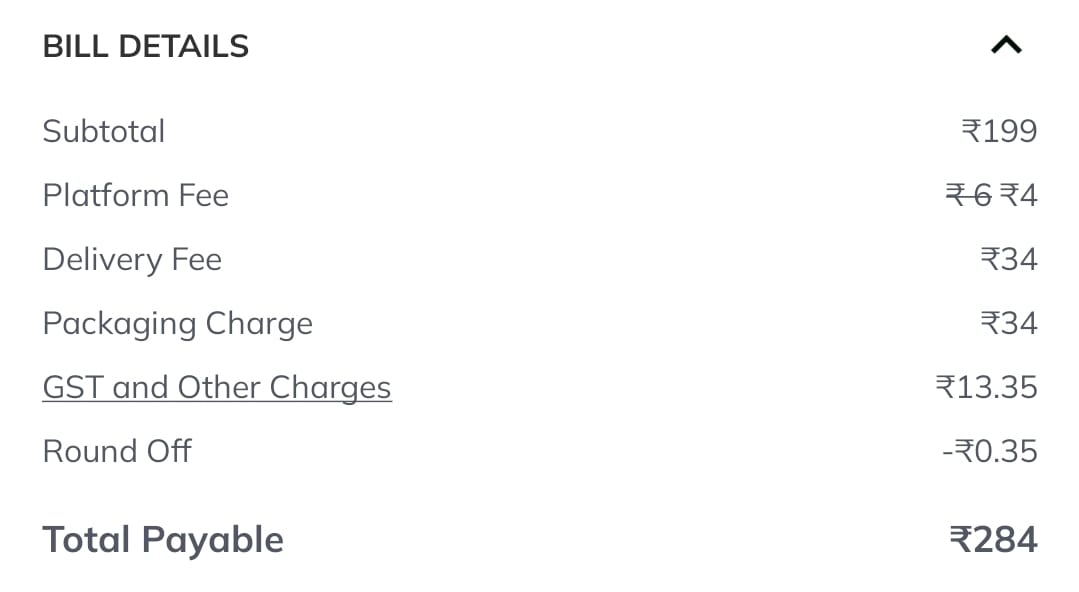 BILL DETAILS
Subtotal ₹199
Platform Fee ₹ 6 ₹4
Delivery Fee ₹34
Packaging Charge ₹34
GST and Other Charges ₹13.35
Round Off -₹0.35
Total Payable ₹284